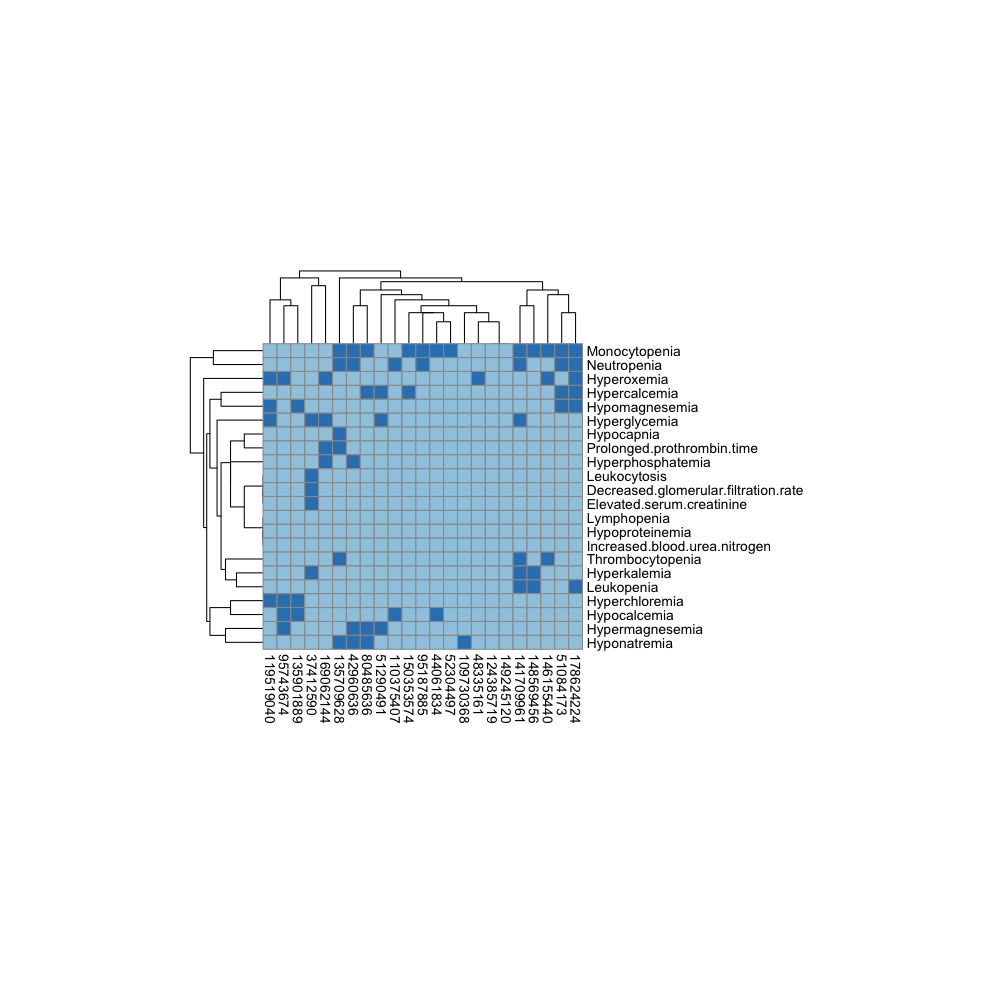 Monocytopenia
Neutropenia
Hyperoxemia
Hypercalcemia
Hypomagnesemia
Hyperglycemia
Hypocapnia
Prolonged.prothrombin.time
Hyperphosphatemia
Leukocytosis
Decreased.glomerular.filtration.rate
Elevated.serum.creatinine
Lymphopenia
Hypoproteinemia
Increased.blood.urea.nitrogen
Thrombocytopenia
Hyperkalemia
Leukopenia
Hyperchloremia
Hypocalcemia
Hypermagnesemia
Hyponatremia
119519040
95743674
135901889
37412590
169062144
135709628
42960636
80485636
51290491
110375407
150353574
95187885
44061834
52304497
109730368
48335161
124385719
149245120
141709961
148569456
146155440
51084173
178624224